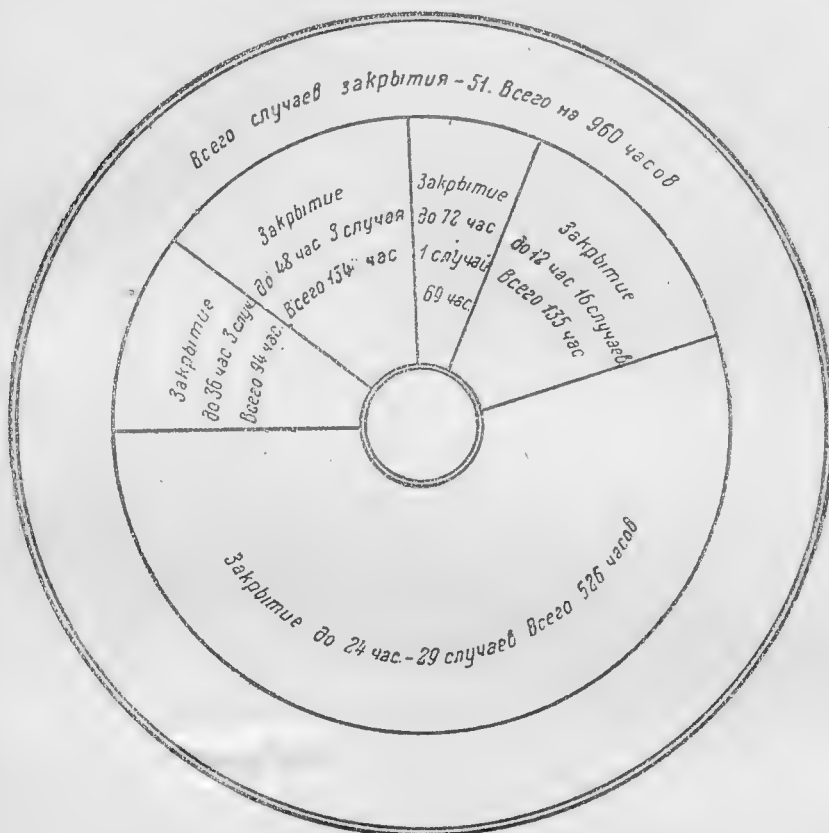 Всего случаев закрытия – 51. Всего на 960 часов
Закрытие
до 36 час 3 случ
Всего 94 час.
Закрытие
до 48 час 3 случая
Всего 134 час
Закрытие
до 72 час
1 случай
69 час.
Закрытие
до 12 час 16 случаев
Всего 135 час
Закрытие до 24 час. – 29 случаев Всего 526 часов